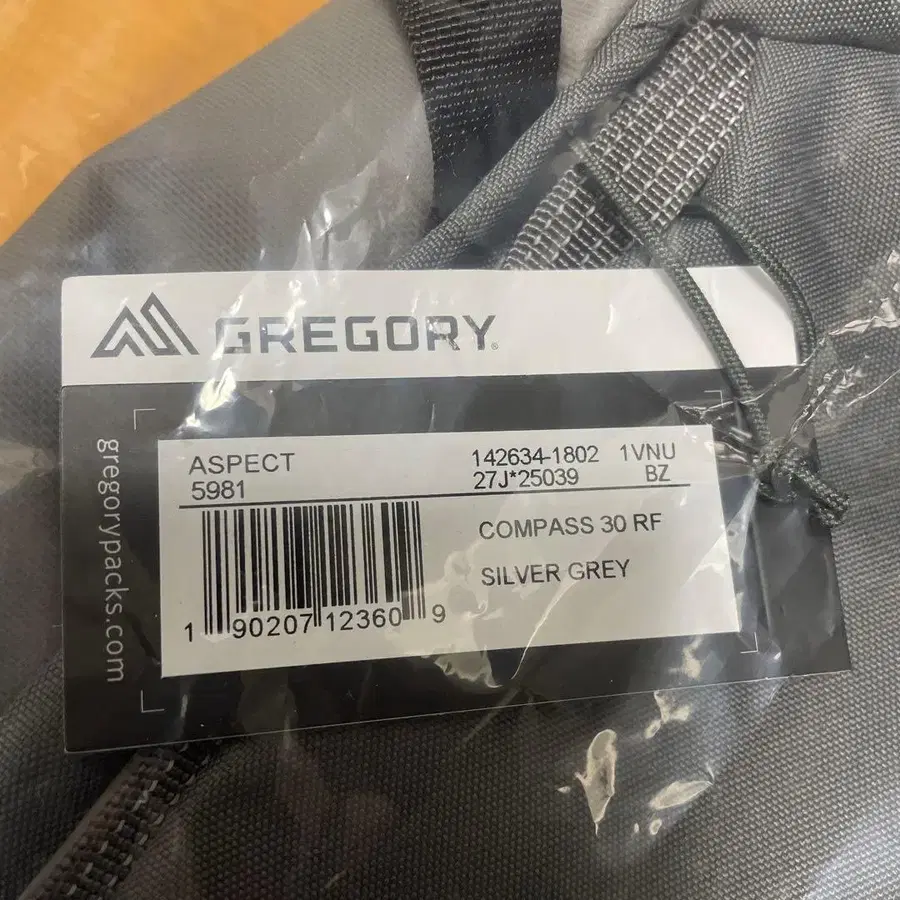 GREGORY®
gregorypacks.com
ASPECT
5981
142634-1802 1VNU
27J*25039 BZ
COMPASS 30 RF
SILVER GREY
1 90207 12360 9